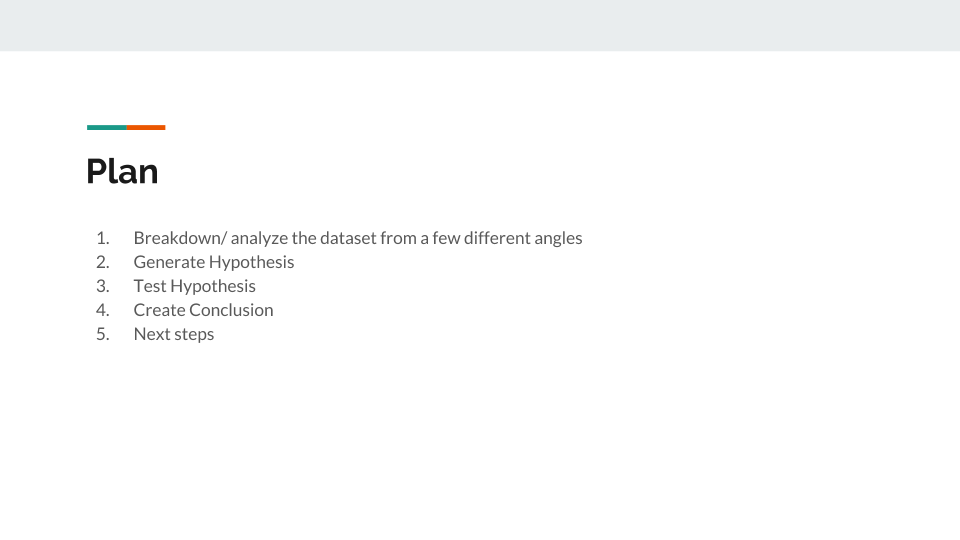 Plan
1. Breakdown/ analyze the dataset from a few different angles
2. Generate Hypothesis
3. Test Hypothesis
4. Create Conclusion
5. Next steps